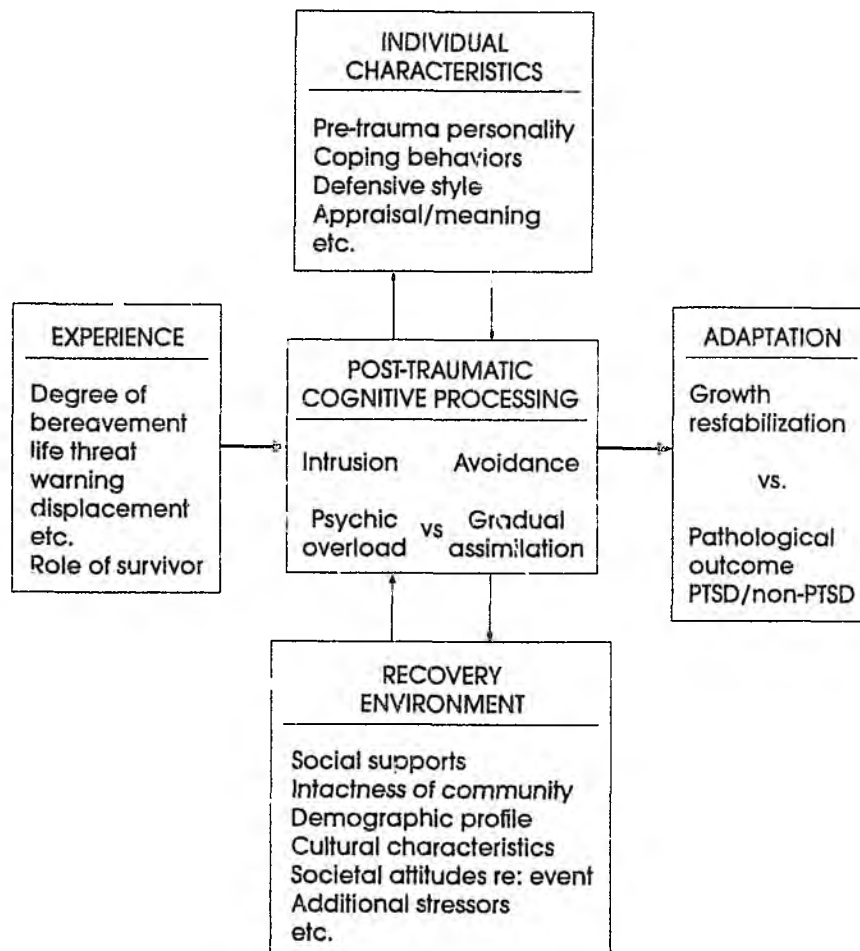 INDIVIDUAL
CHARACTERISTICS
Pre-trauma personality
Coping behaviors
Defensive style
Appraisal/meaning
etc.
EXPERIENCE
Degree of
bereavement
life threat
warning
displacement
etc.
Role of survivor
POST-TRAUMATIC
COGNITIVE PROCESSING
Intrusion Avoidance
Psychic vs Gradual
overload assimilation
ADAPTATION
Growth
restabilization
vs.
Pathological
outcome
PTSD/non-PTSD
RECOVERY
ENVIRONMENT
Social supports
Intactness of community
Demographic profile
Cultural characteristics
Societal attitudes re: event
Additional stressors
etc.